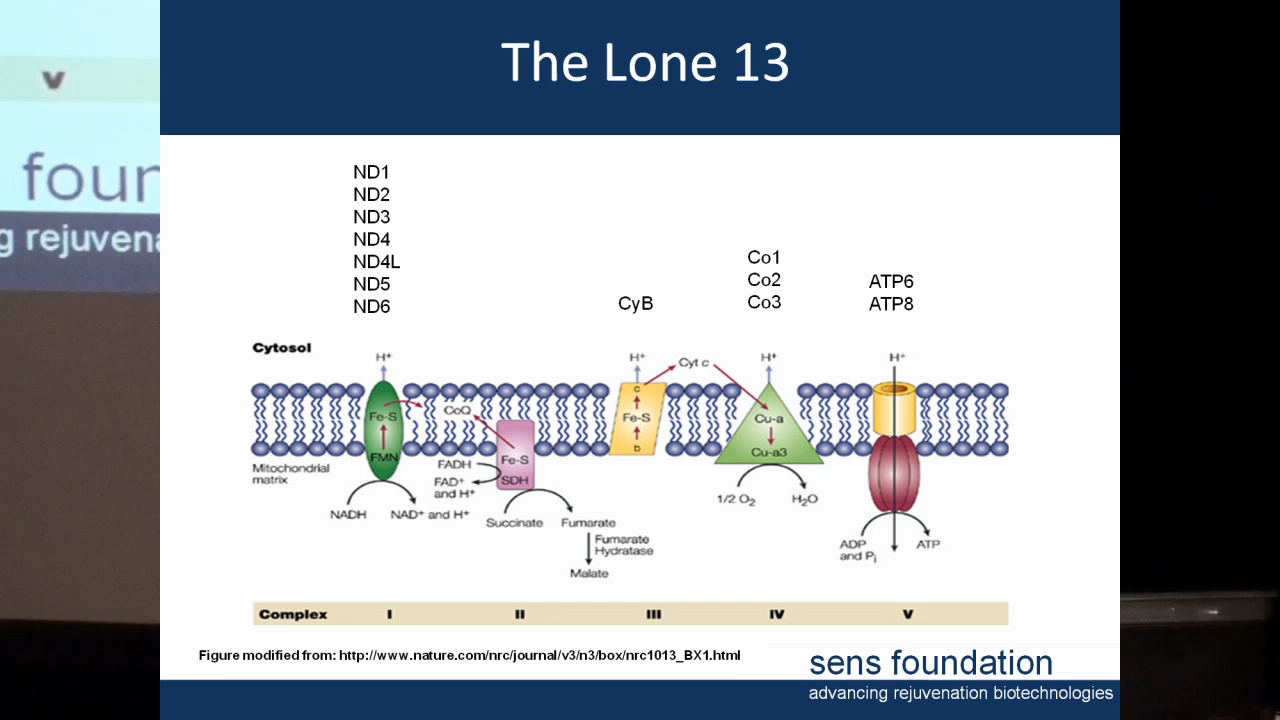 The Lone 13
v
foun
g rejuvena
ND1
ND2
ND3
ND4
ND4L
ND5
ND6
CyB
Co1
Co2
Co3
ATP6
ATP8
Cytosol
H+
H+
Cyt c
H+
H+
Fe-S
CoQ
c
Fe-S
b
Cu-a
Cu-a3
FMN
Mitochondrial
matrix
FADH
FAD+
and H+
Fe-S
SDH
NADH
NAD+ and H+
Succinate
Fumarate
Fumarate
Hydratase
Malate
1/2 O2
H2O
ADP
and Pi
ATP
Complex I II III IV V
Figure modified from: http://www.nature.com/nrc/journal/v3/n3/box/nrc1013_BX1.html
sens foundation
advancing rejuvenation biotechnologies